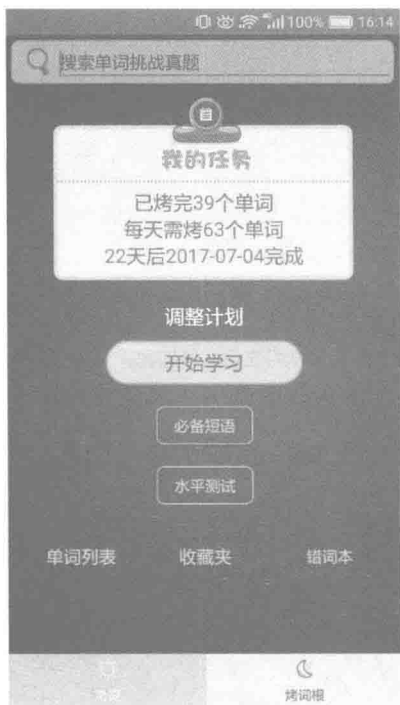 100% 16:14
搜索单词挑战真题
我的任务
已烤完39个单词
每天需烤63个单词
22天后2017-07-04完成
调整计划
开始学习
必备短语
水平测试
单词列表 收藏夹 错词本
烤词根